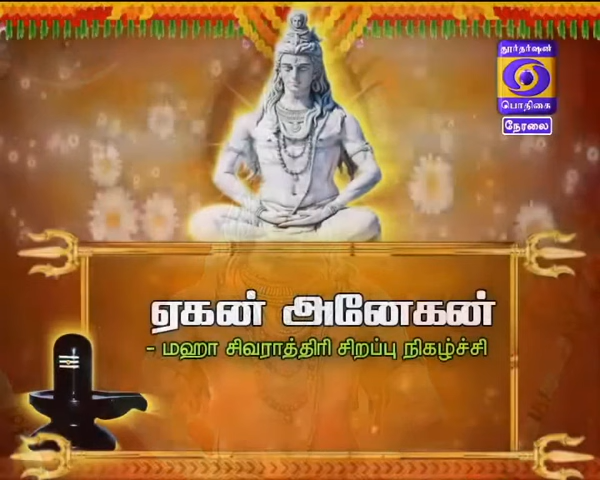 தூர்தர்ஷன்
பொதிகை
நேரலை
ஏகன் அனேகன்
- மஹா சிவராத்திரி சிறப்பு நிகழ்ச்சி